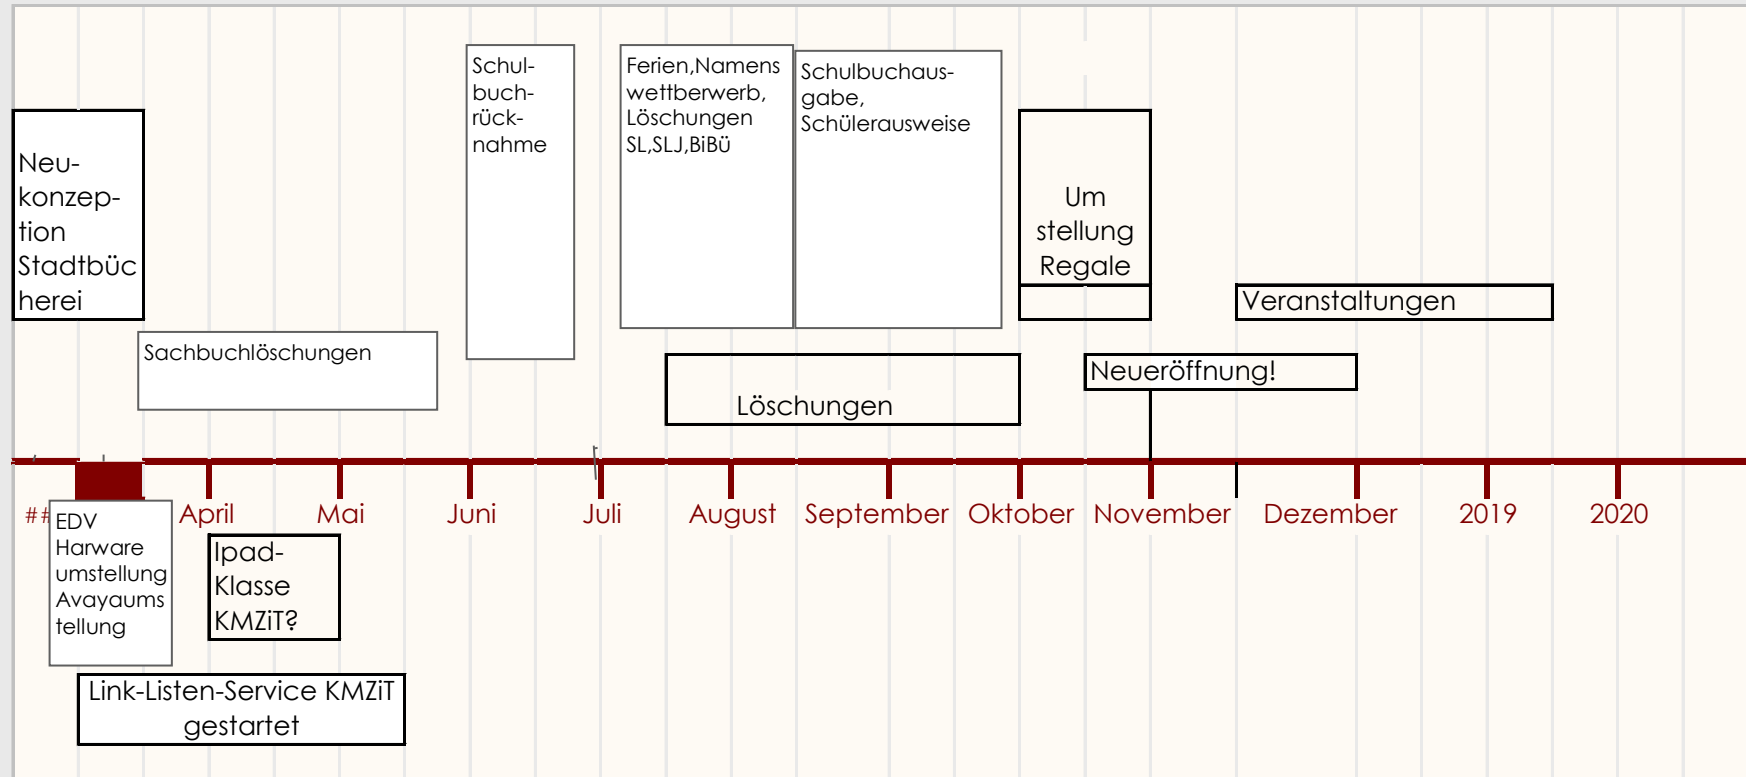 Neu-
konzep-
tion
Stadtbüc
herei
Sachbuchlöschungen
Schul-
buch-
rück-
nahme
Ferien,Namens
wettberwerb,
Löschungen
SL,SLJ,BiBü
Schulbuchaus-
gabe,
Schülerausweise
Um
stellung
Regale
Veranstaltungen
Löschungen
Neueröffnung!
April
Mai
Juni
Juli
August
September
Oktober
November
Dezember
2019
2020
EDV
Harware
umstellung
Avayaums
tellung
Ipad-
Klasse
KMZiT?
Link-Listen-Service KMZiT
gestartet